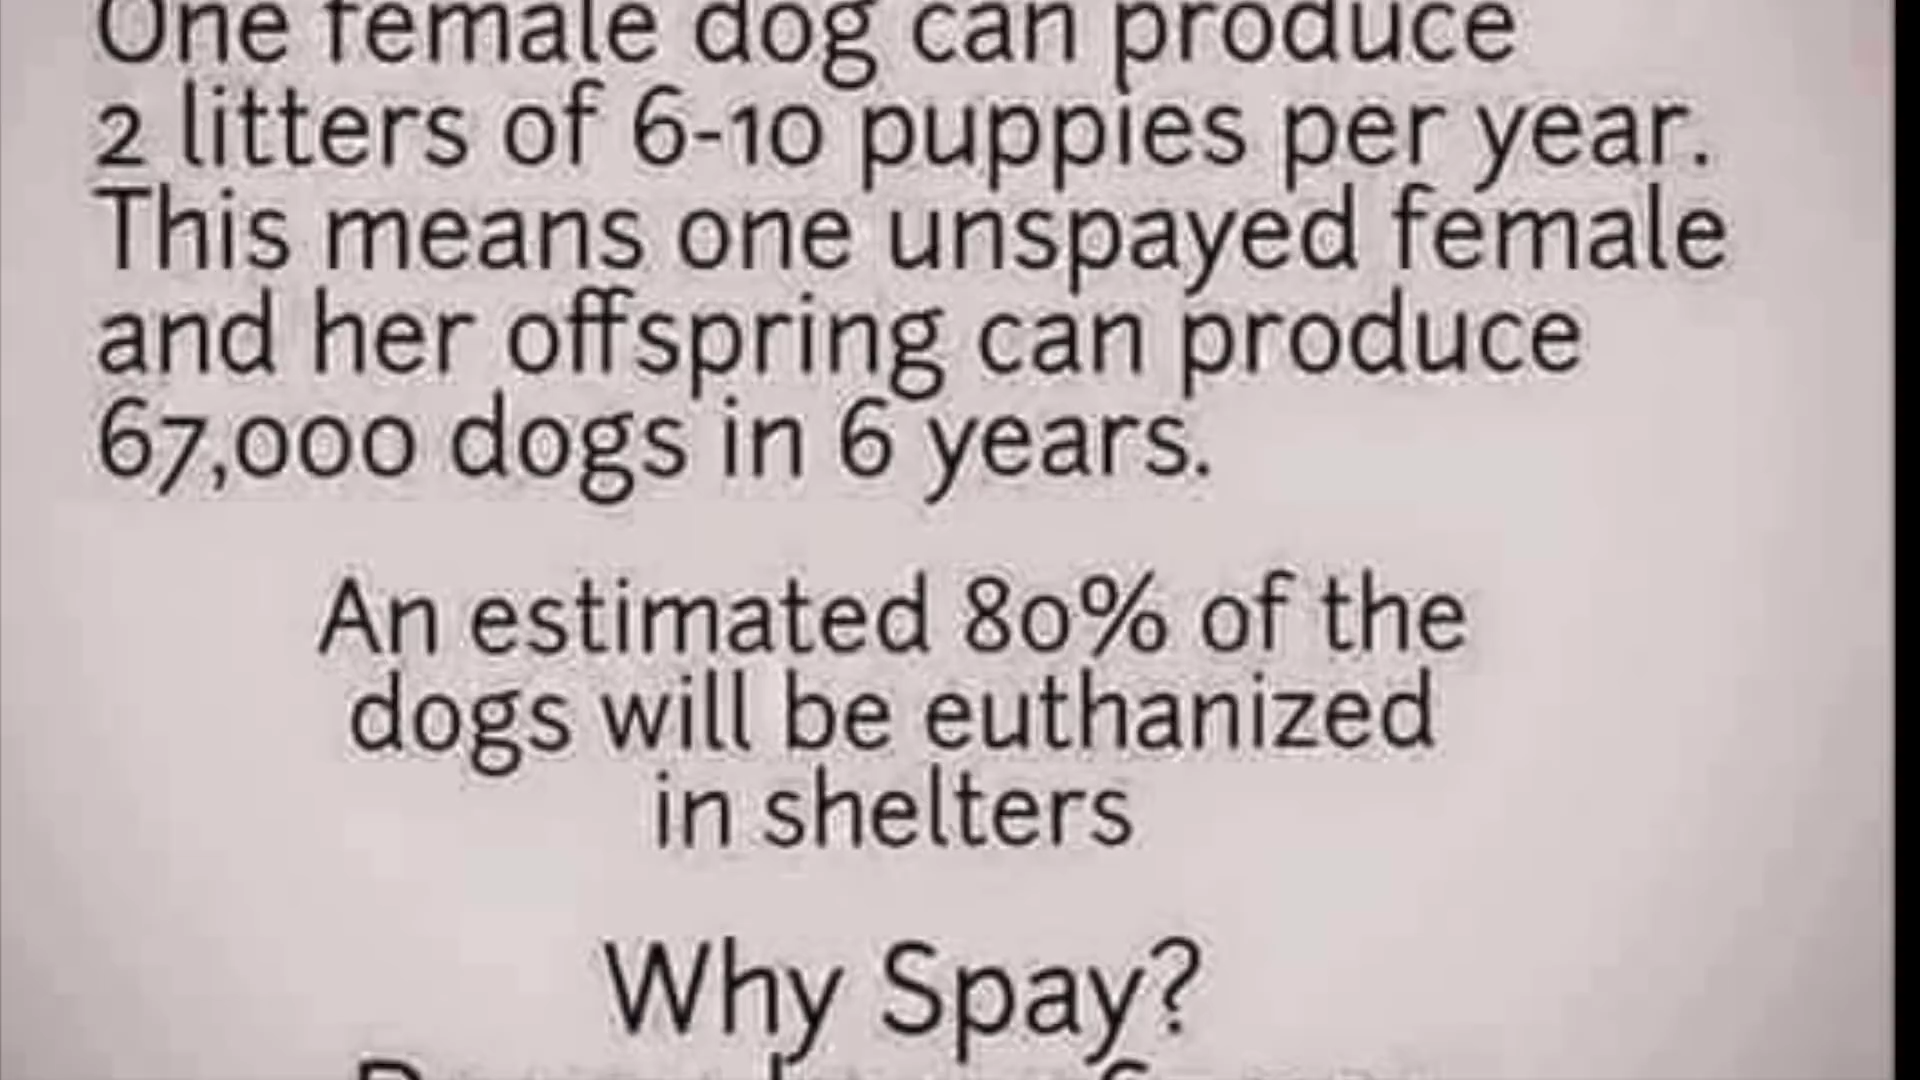 One female dog can produce
2 litters of 6-10 puppies per year.
This means one unspayed female
and her offspring can produce
67,000 dogs in 6 years.
An estimated 80% of the
dogs will be euthanized
in shelters
Why Spay?